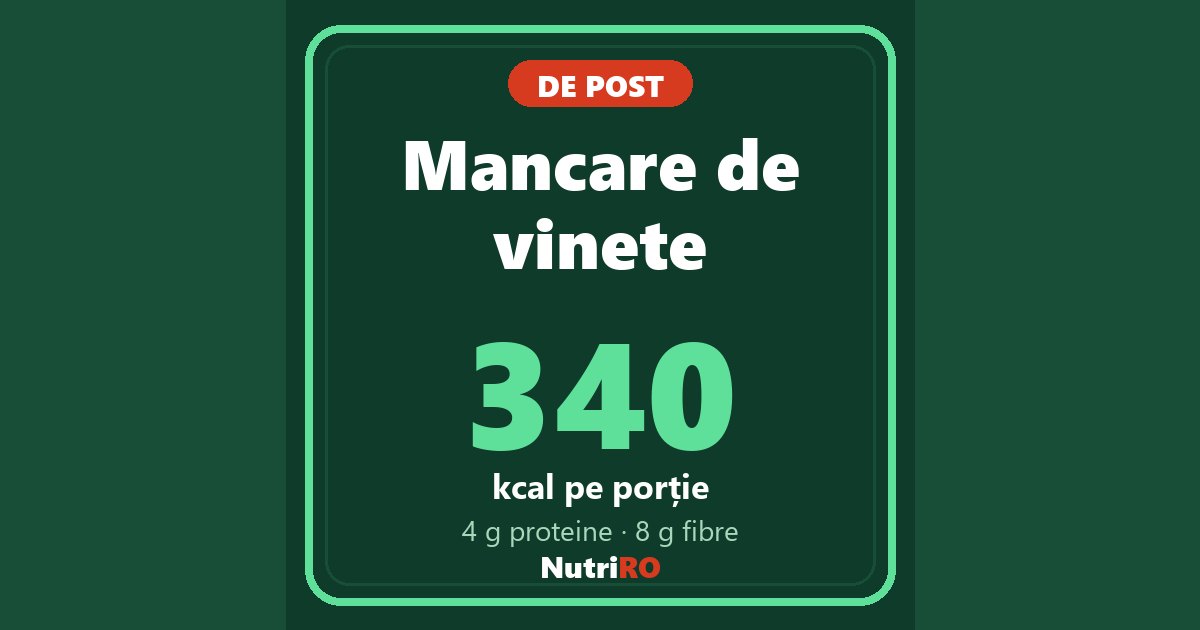 DE POST
Mancare de
vinete
340
kcal pe porție
4 g proteine · 8 g fibre
NutriRO